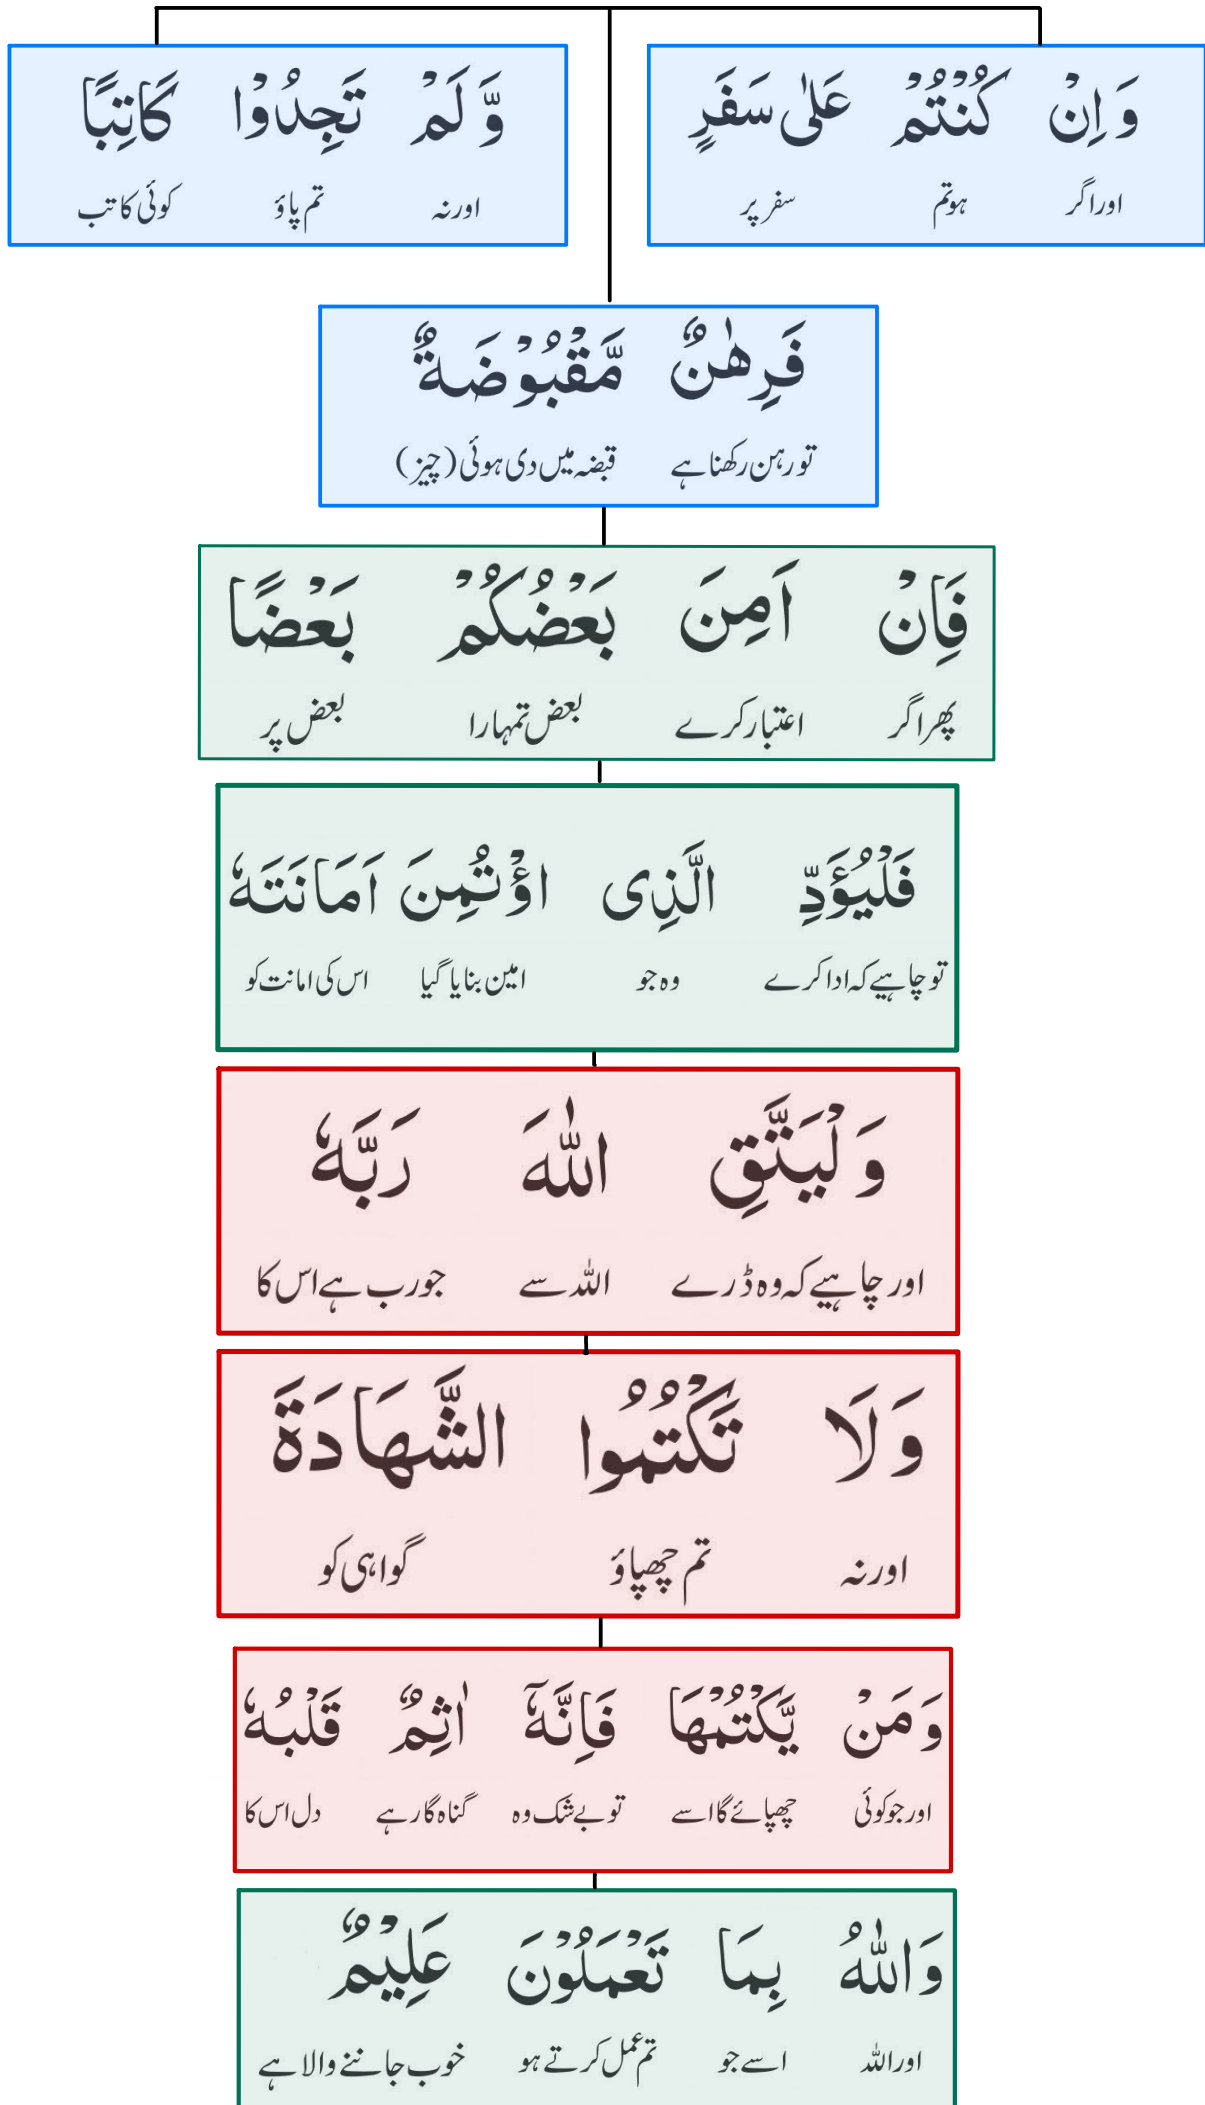 وَ اِنْ كُنْتُمْ عَلٰى سَفَرٍ
اور اگر ہو تم سفر پر
وَّ لَمْ تَجِدُوْا كَاتِبًا
اور نہ تم پاؤ کوئی کاتب
فَرِهٰنٌ مَّقْبُوْضَةٌ
تو رہن رکھنا ہے قبضہ میں دی ہوئی (چیز)
فَاِنْ اَمِنَ بَعْضُكُمْ بَعْضًا
پھر اگر اعتبار کرے بعض تمہارا بعض پر
فَلْيُؤَدِّ الَّذِى اؤْتُمِنَ اَمَانَتَهٗ
تو چاہیے کہ ادا کرے وہ جو امین بنایا گیا اس کی امانت کو
وَ لْيَتَّقِ اللّٰهَ رَبَّهٗ
اور چاہیے کہ وہ ڈرے اللہ سے جو رب ہے اس کا
وَ لَا تَكْتُمُوا الشَّهَادَةَ
اور نہ تم چھپاؤ گواہی کو
وَ مَنْ يَّكْتُمْهَا فَاِنَّهٗۤ اٰثِمٌ قَلْبُهٗ
اور جو کوئی چھپائے گا اسے تو بے شک وہ گناہ گار ہے دل اس کا
وَ اللّٰهُ بِمَا تَعْمَلُوْنَ عَلِيْمٌ
اور اللہ اسے جو تم عمل کرتے ہو خوب جاننے والا ہے